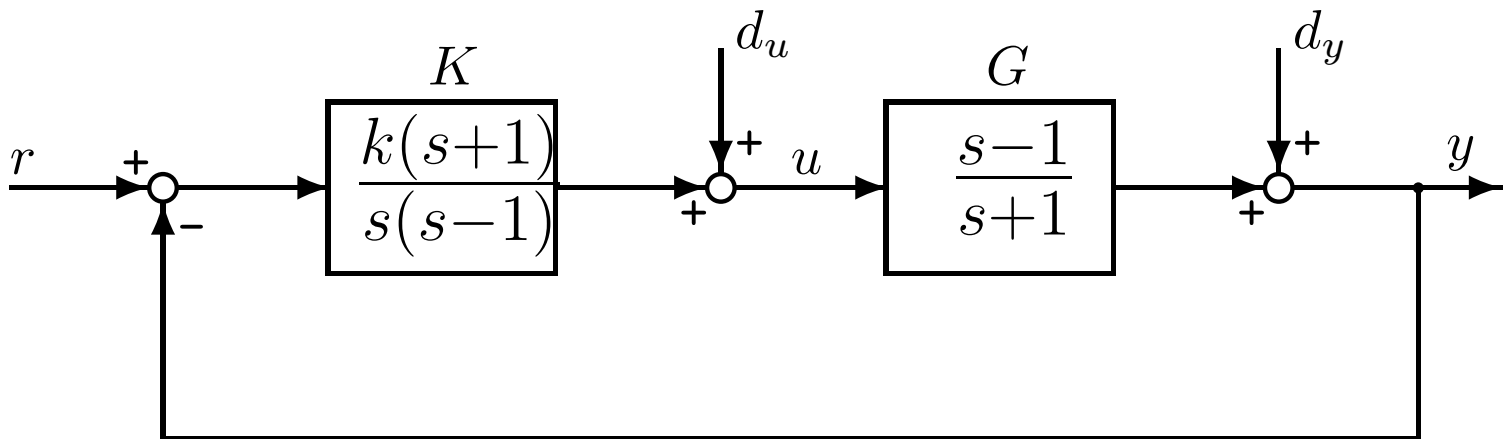 d_u
d_y
K
G
r
+
k(s+1)
s(s−1)
+
+
u
s−1
s+1
+
+
y
−